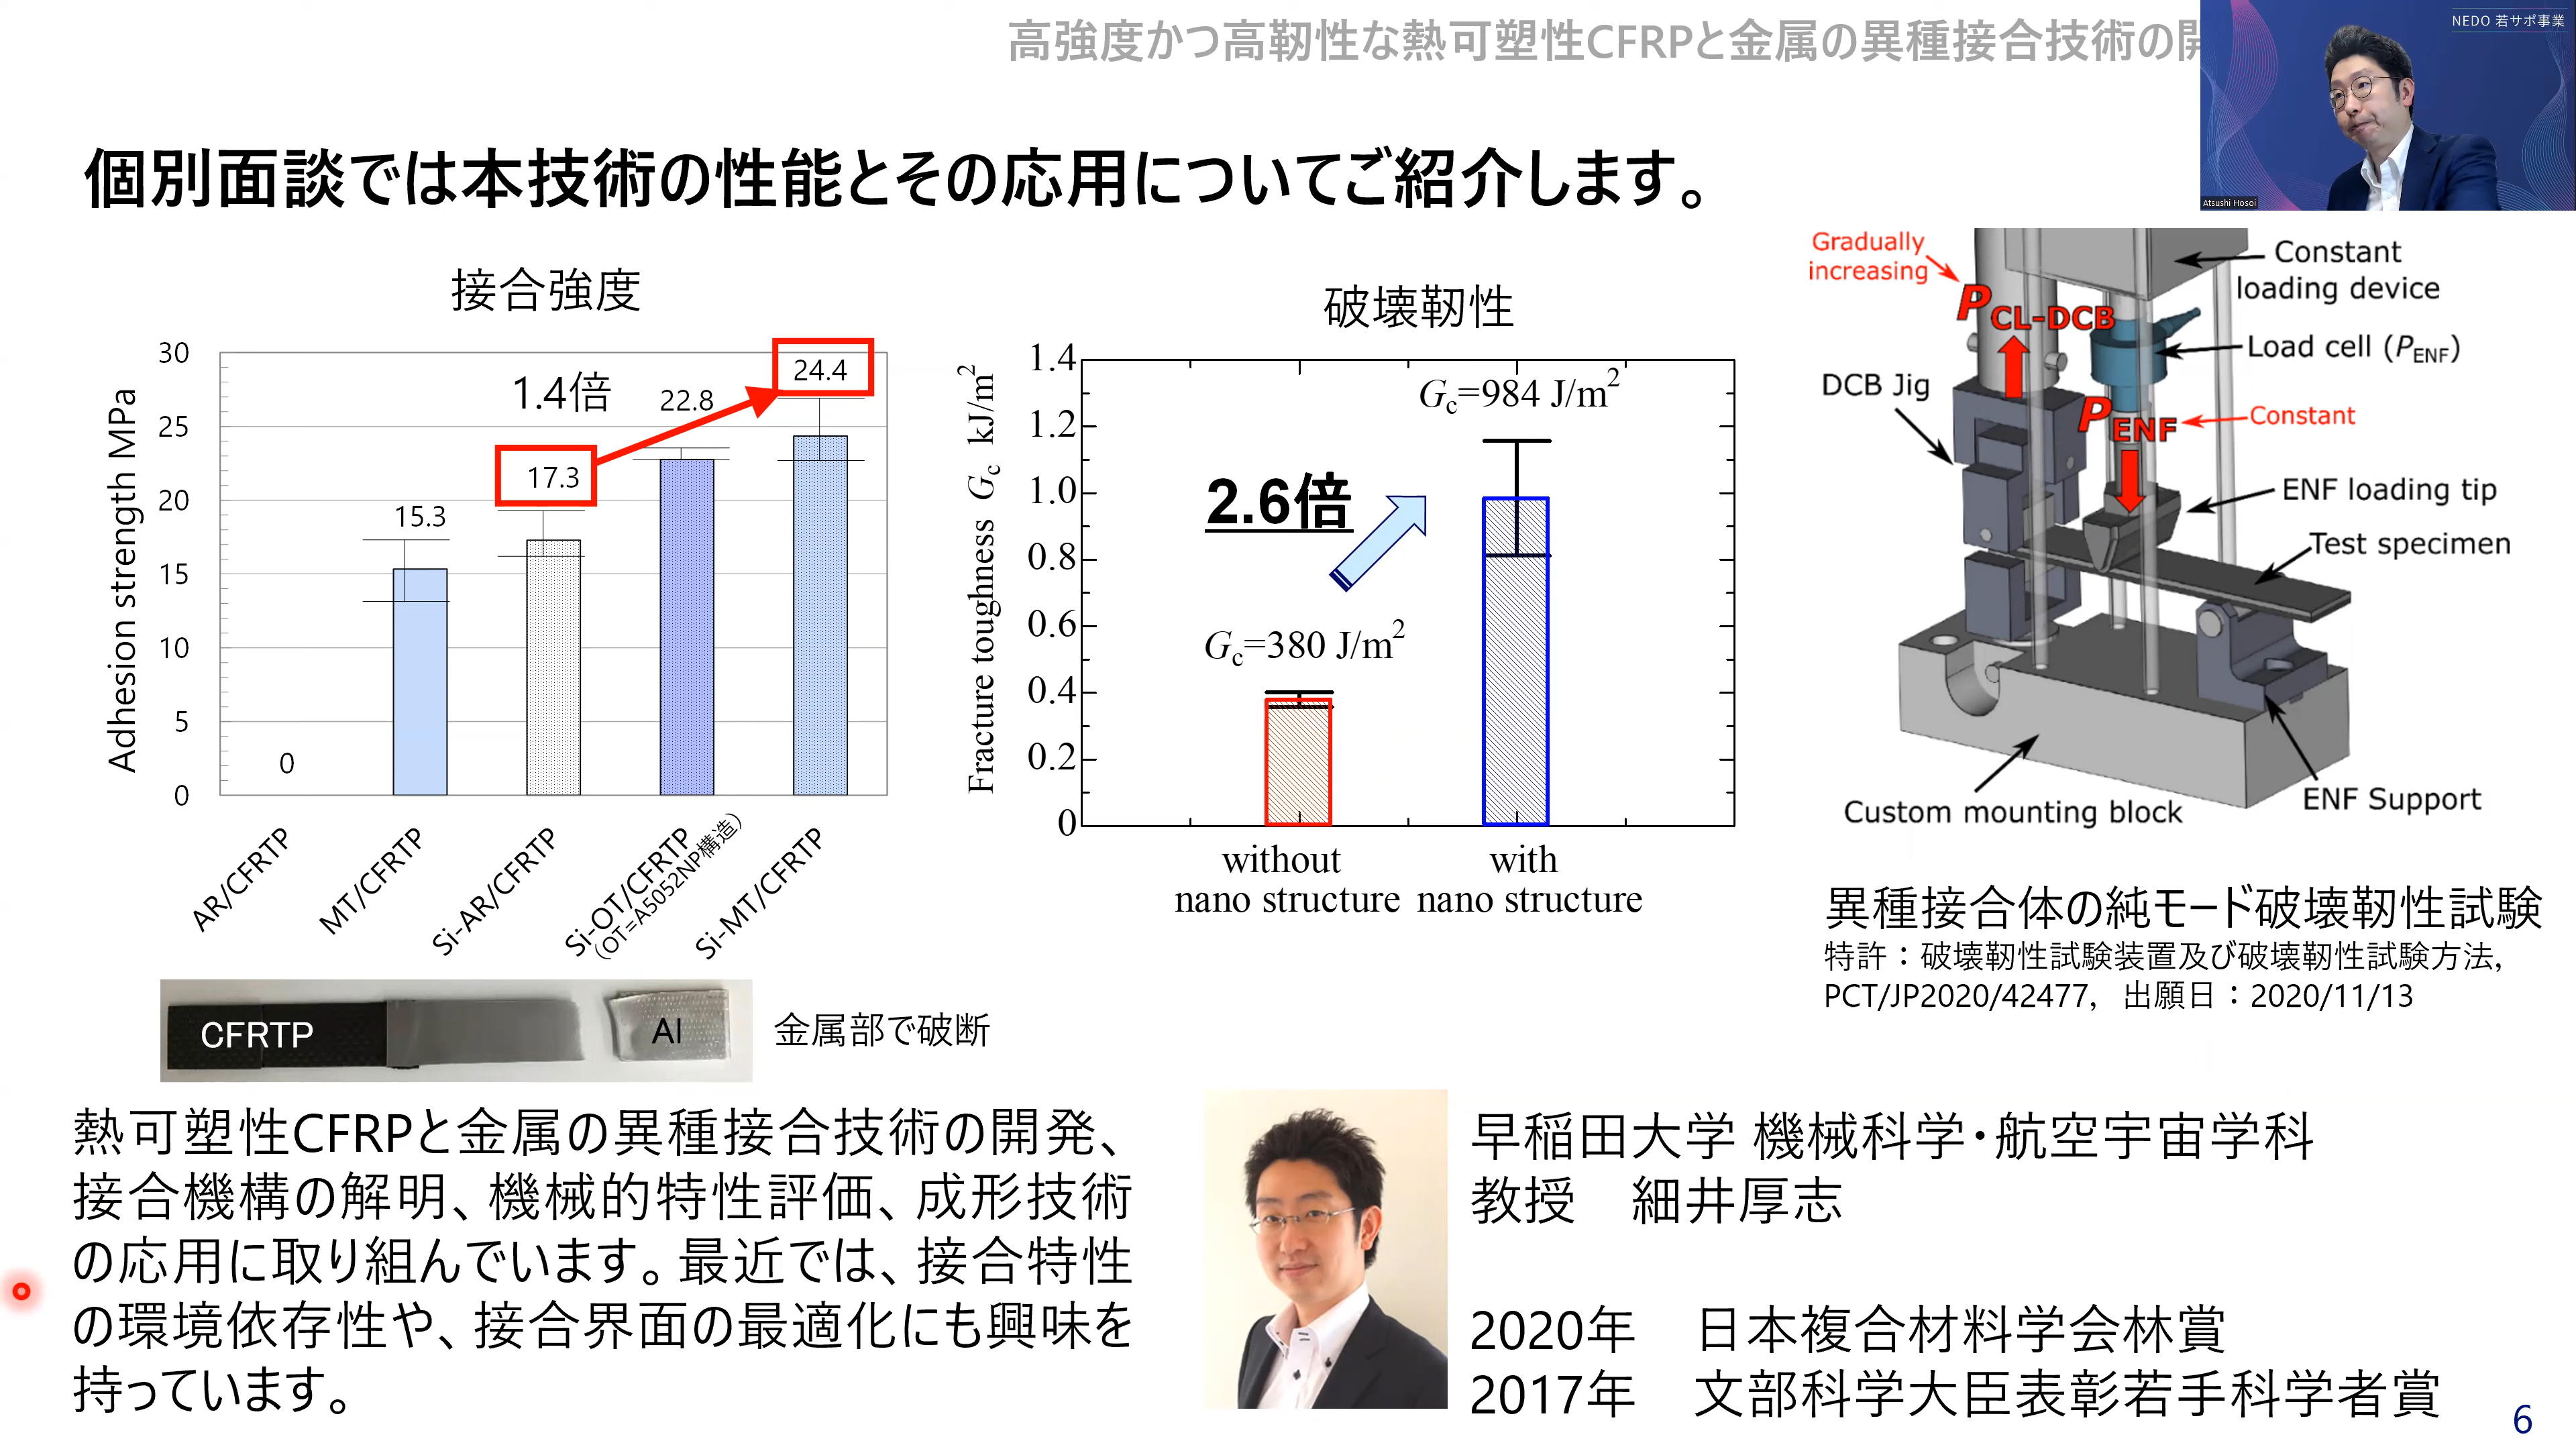 高強度かつ高靭性な熱可塑性CFRPと金属の異種接合技術の
NEDO 若サポ事業
Atsushi Hosoi
個別面談では本技術の性能とその応用についてご紹介します。
接合強度
Adhesion strength MPa
30
25
20
15
10
5
0
1.4倍
0
15.3
17.3
22.8
24.4
AR/CFRTP
MT/CFRTP
Si-AR/CFRTP
Si-OT/CFRTP
(OT=A5052NP構造)
Si-MT/CFRTP
CFRTP
Al
金属部で破断
破壊靭性
Fracture toughness Gc kJ/m²
1.4
1.2
1.0
0.8
0.6
0.4
0.2
0
Gc=984 J/m²
2.6倍
Gc=380 J/m²
without
nano structure
with
nano structure
Gradually
increasing
PCL-DCB
Constant
loading device
Load cell (PENF)
DCB Jig
PENF
Constant
ENF loading tip
Test specimen
ENF Support
Custom mounting block
異種接合体の純モード破壊靭性試験
特許：破壊靭性試験装置及び破壊靭性試験方法,
PCT/JP2020/42477, 出願日：2020/11/13
熱可塑性CFRPと金属の異種接合技術の開発、
接合機構の解明、機械的特性評価、成形技術
の応用に取り組んでいます。最近では、接合特性
の環境依存性や、接合界面の最適化にも興味を
持っています。
早稲田大学 機械科学・航空宇宙学科
教授 細井厚志
2020年 日本複合材料学会林賞
2017年 文部科学大臣表彰若手科学者賞
6